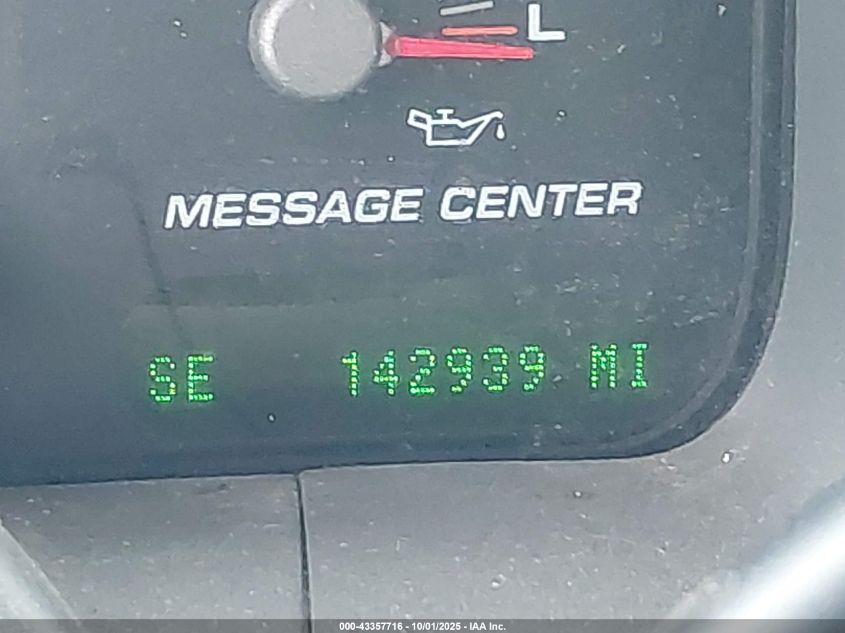 L
MESSAGE CENTER
SE 142939 MI
000-43357716 - 10/01/2025 - IAA Inc.